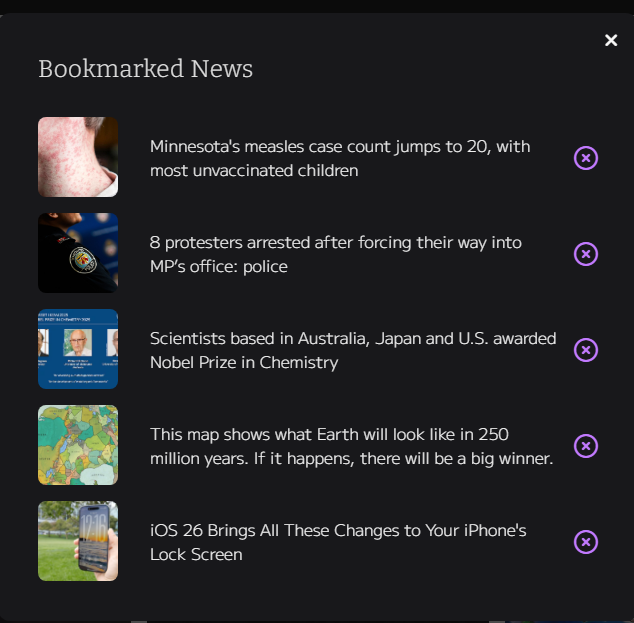 Bookmarked News
Minnesota's measles case count jumps to 20, with
most unvaccinated children
8 protesters arrested after forcing their way into
MP’s office: police
Scientists based in Australia, Japan and U.S. awarded
Nobel Prize in Chemistry
This map shows what Earth will look like in 250
million years. If it happens, there will be a big winner.
iOS 26 Brings All These Changes to Your iPhone's
Lock Screen